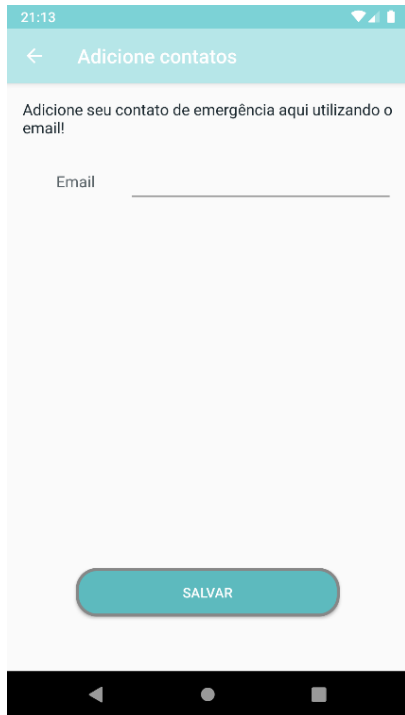 21:13
Adicione contatos
Adicione seu contato de emergência aqui utilizando o
email!
Email
SALVAR